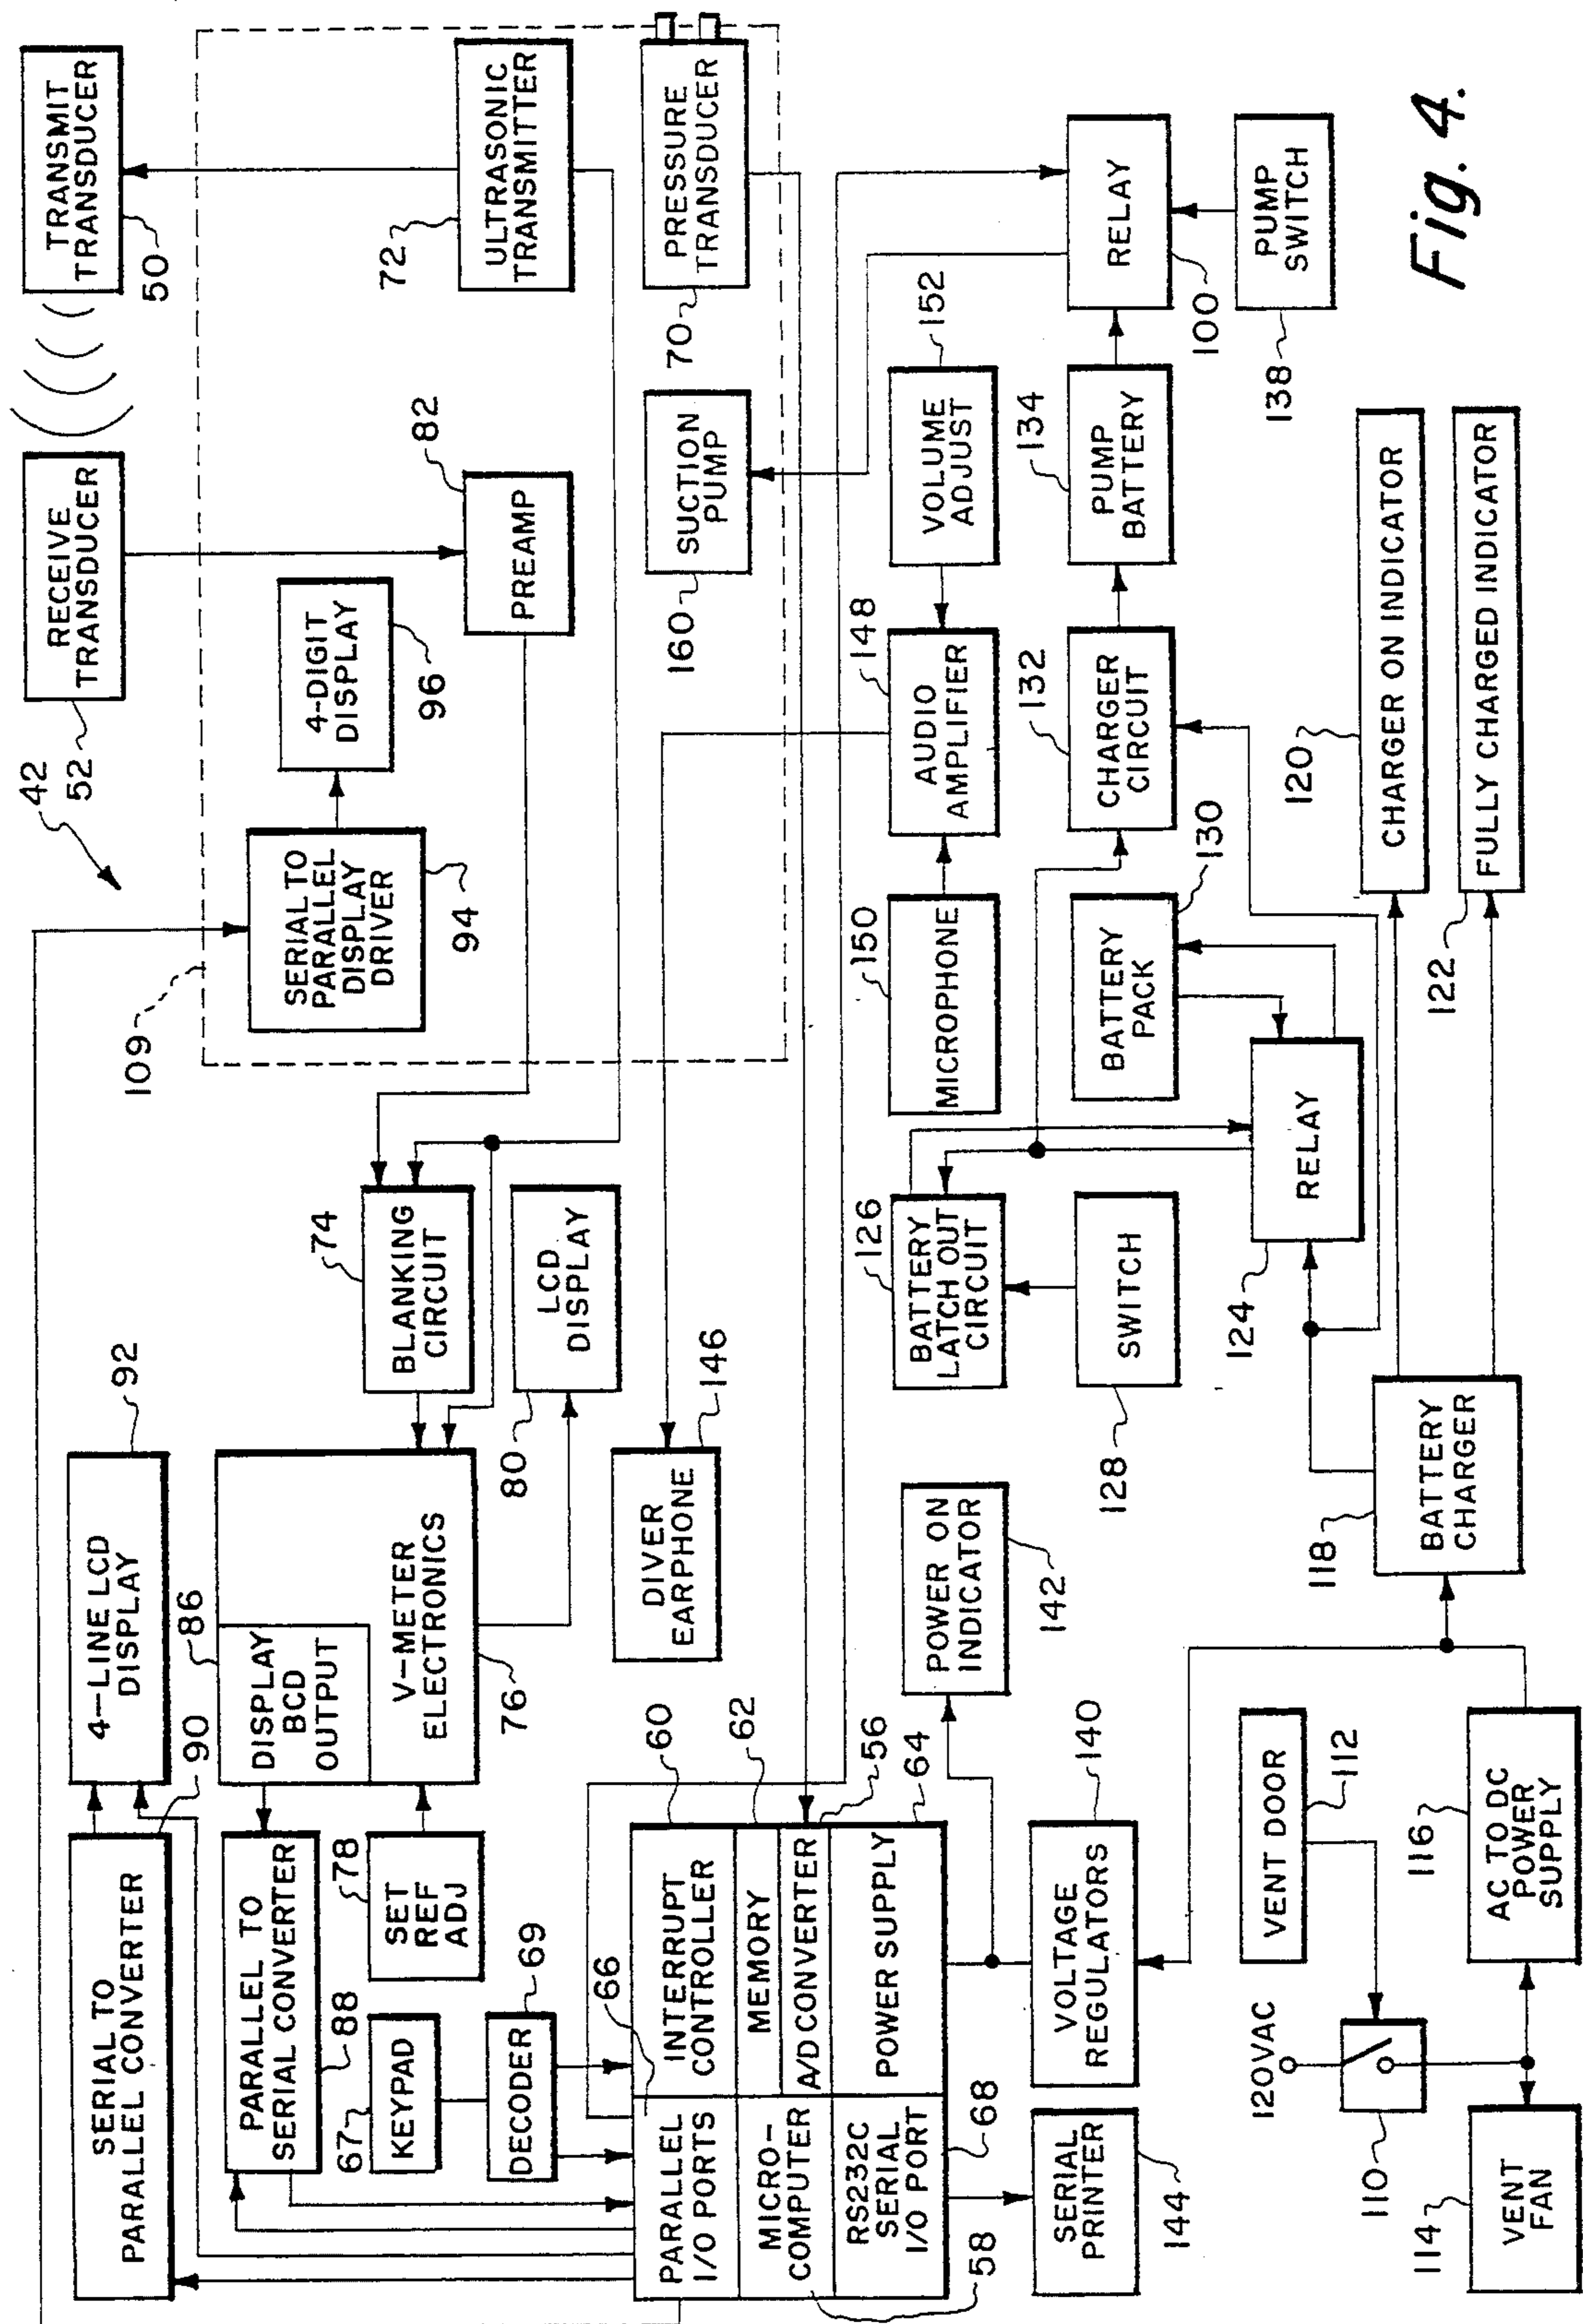 SERIAL TO
PARALLEL CONVERTER
90
4-LINE LCD
DISPLAY
92
42
52
RECEIVE
TRANSDUCER
TRANSMIT
TRANSDUCER
50
PARALLEL TO
SERIAL CONVERTER
88
86
DISPLAY
BCD
OUTPUT
V-METER
ELECTRONICS
76
78
SET
REF
ADJ
74
BLANKING
CIRCUIT
80
LCD
DISPLAY
109
SERIAL TO
PARALLEL
DISPLAY
DRIVER
94
4-DIGIT
DISPLAY
96
82
PREAMP
72
ULTRASONIC
TRANSMITTER
67
KEYPAD
DECODER
69
DIVER
EARPHONE
146
160
SUCTION
PUMP
70
PRESSURE
TRANSDUCER
66
60
62
56
64
PARALLEL
I/O PORTS
INTERRUPT
CONTROLLER
MICRO-
COMPUTER
MEMORY
A/D CONVERTER
RS232C
SERIAL
I/O PORT
POWER SUPPLY
58
68
POWER ON
INDICATOR
142
126
BATTERY
LATCH OUT
CIRCUIT
150
MICROPHONE
148
AUDIO
AMPLIFIER
VOLUME
ADJUST
152
SERIAL
PRINTER
144
VOLTAGE
REGULATORS
140
128
SWITCH
BATTERY
PACK
130
132
CHARGER
CIRCUIT
134
PUMP
BATTERY
RELAY
100
120VAC
110
VENT DOOR
112
124
RELAY
138
PUMP
SWITCH
114
VENT
FAN
116
AC TO DC
POWER
SUPPLY
118
BATTERY
CHARGER
120
CHARGER ON INDICATOR
122
FULLY CHARGED INDICATOR
Fig. 4.